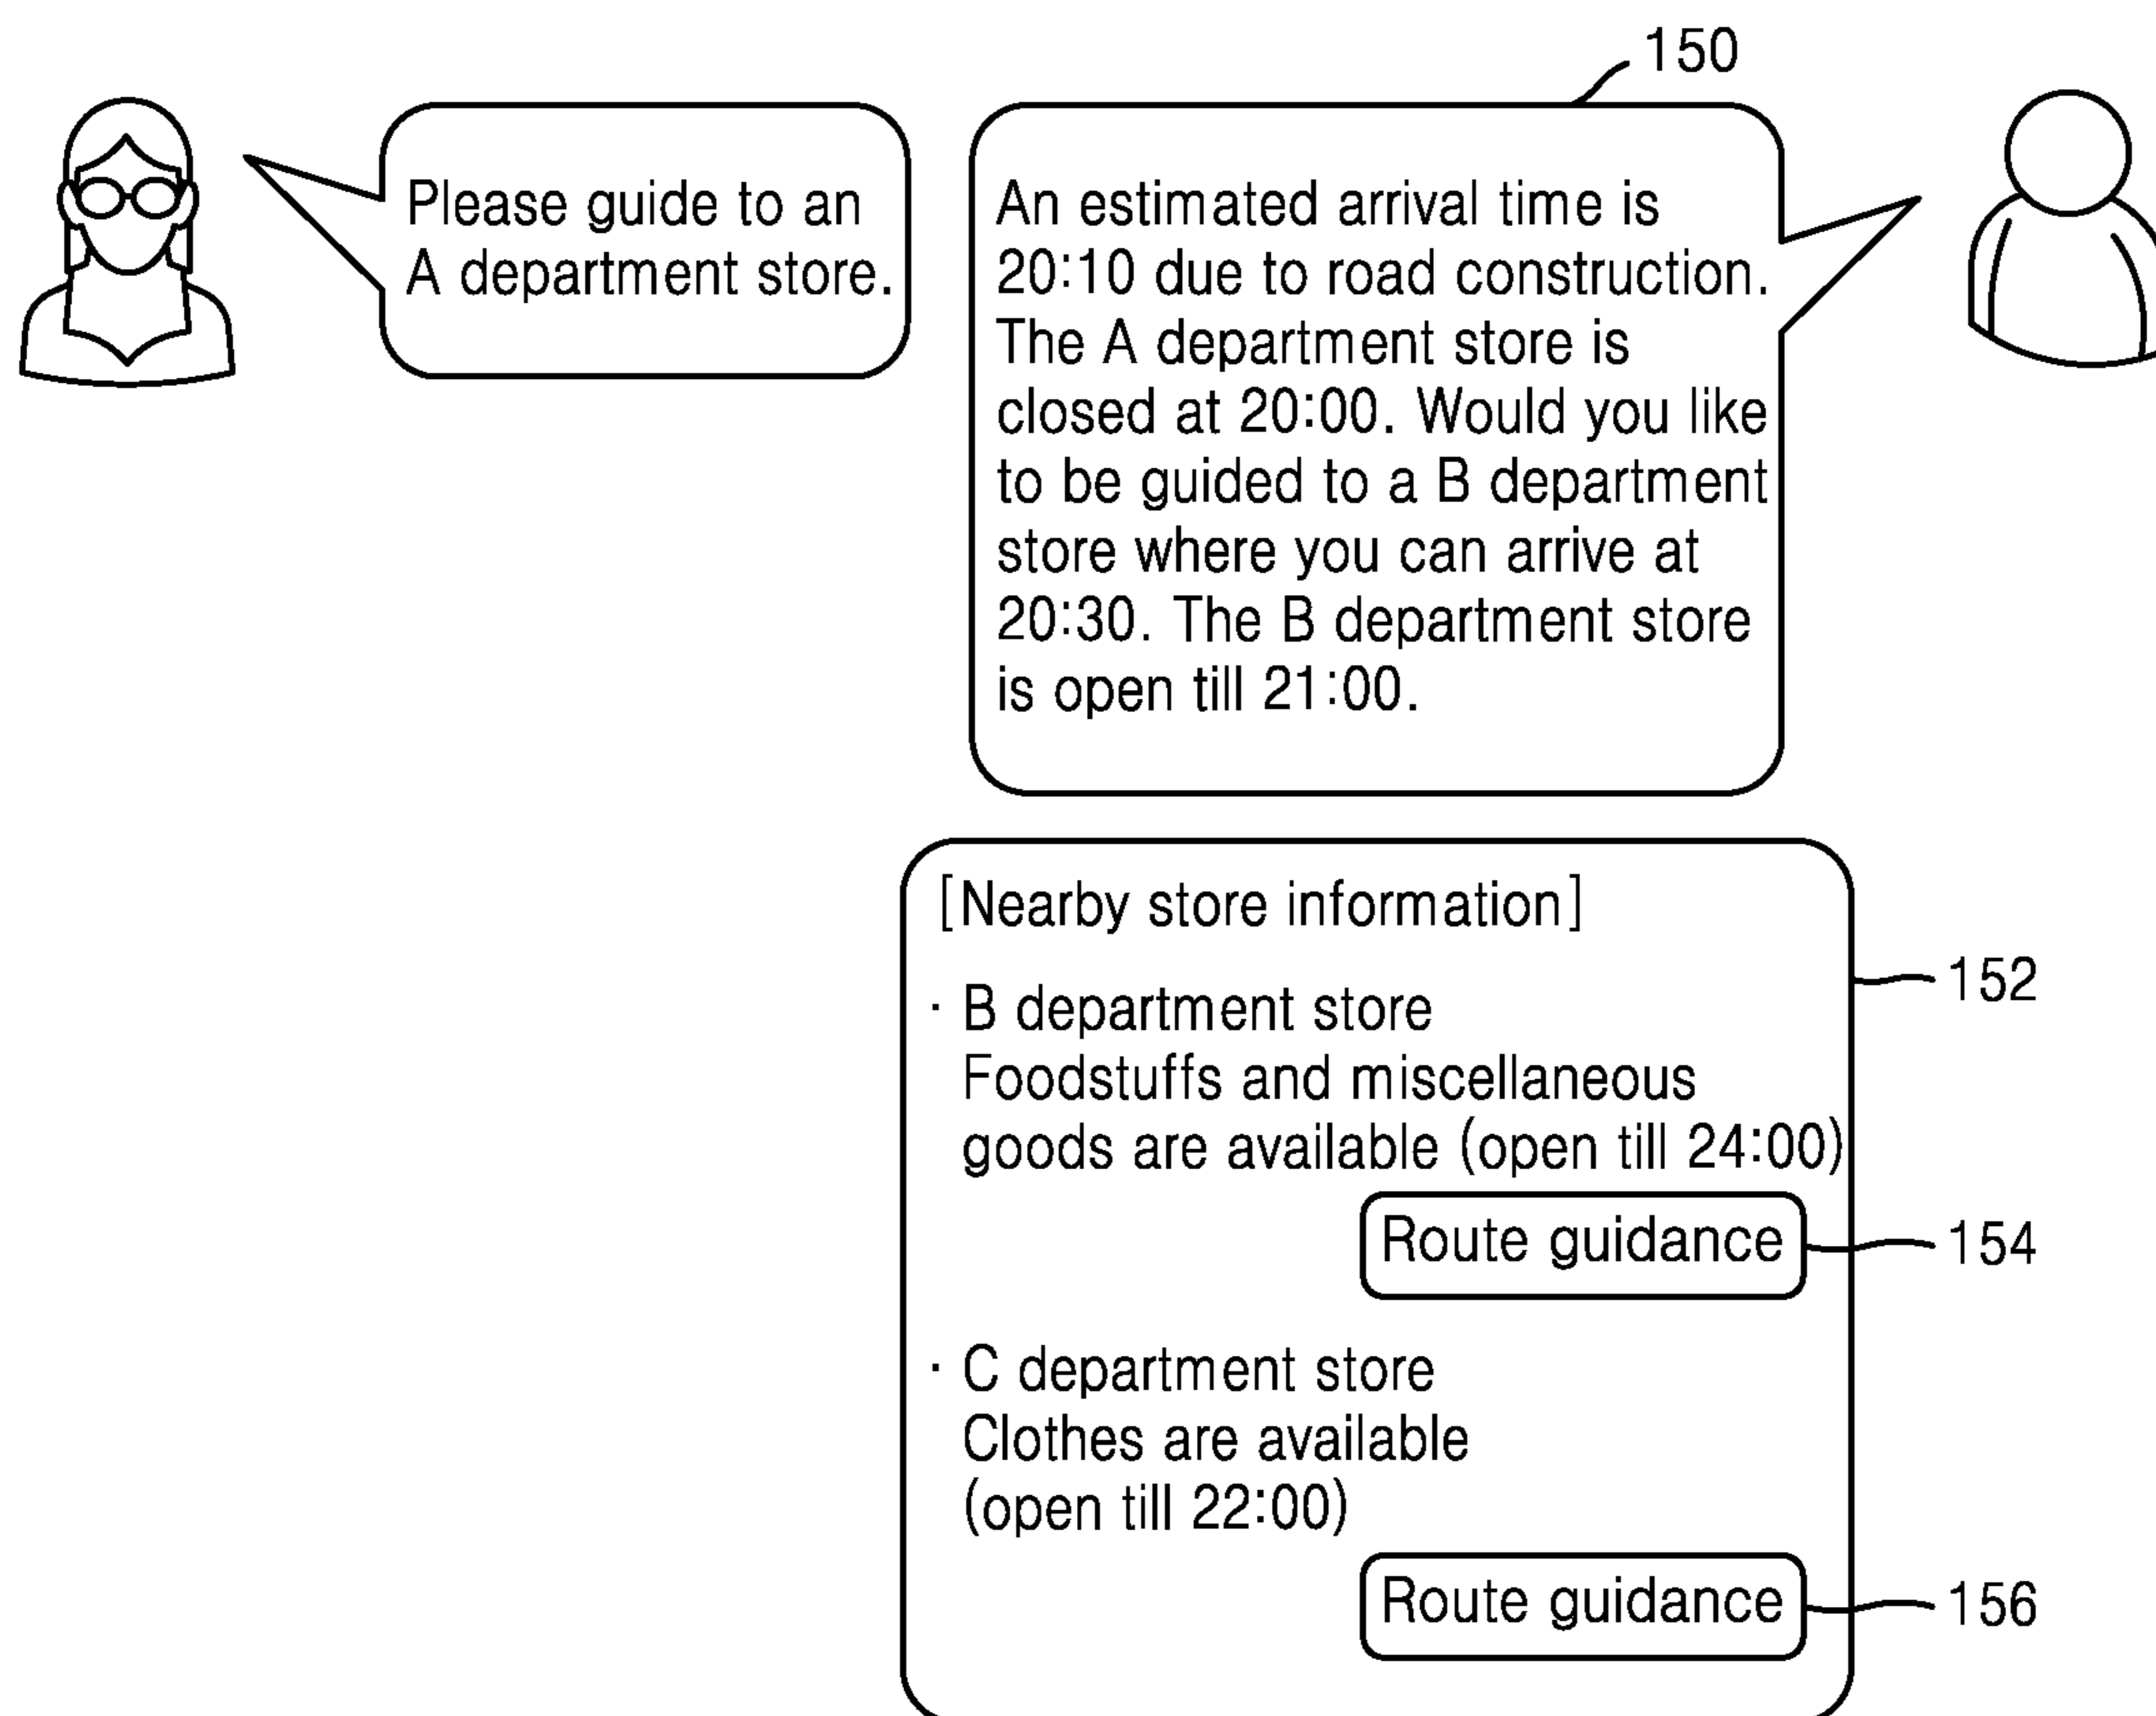 150
Please guide to an
A department store.
An estimated arrival time is
20:10 due to road construction.
The A department store is
closed at 20:00. Would you like
to be guided to a B department
store where you can arrive at
20:30. The B department store
is open till 21:00.
[Nearby store information]
152
· B department store
Foodstuffs and miscellaneous
goods are available (open till 24:00)
Route guidance
154
· C department store
Clothes are available
(open till 22:00)
Route guidance
156